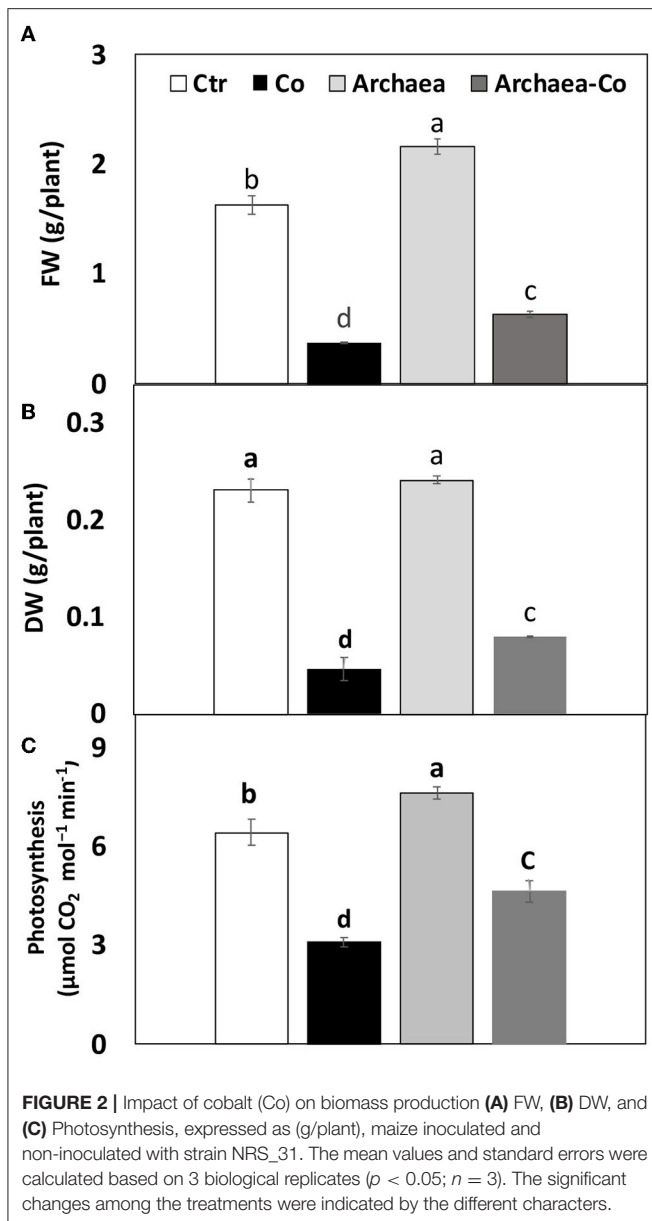 A
3
Ctr Co Archaea Archaea-Co
a
2
b
FW (g/plant)
1
c
d
0
B
0.3
a
a
0.2
DW (g/plant)
0.1
c
d
0
C
9
a
b
Photosynthesis
(μmol CO₂ mol⁻¹ min⁻¹)
6
C
d
3
0
FIGURE 2 | Impact of cobalt (Co) on biomass production (A) FW, (B) DW, and
(C) Photosynthesis, expressed as (g/plant), maize inoculated and
non-inoculated with strain NRS_31. The mean values and standard errors were
calculated based on 3 biological replicates (p < 0.05; n = 3). The significant
changes among the treatments were indicated by the different characters.